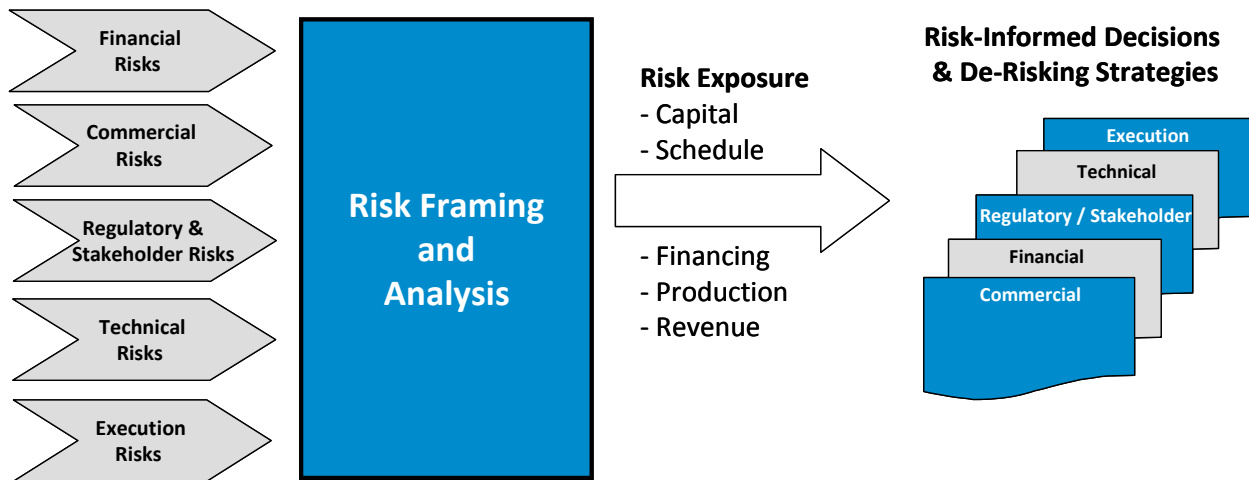 Financial
Risks
Commercial
Risks
Regulatory &
Stakeholder Risks
Technical
Risks
Execution
Risks
Risk Framing
and
Analysis
Risk Exposure
- Capital
- Schedule
- Financing
- Production
- Revenue
Risk-Informed Decisions
& De-Risking Strategies
Execution
Technical
Regulatory / Stakeholder
Financial
Commercial